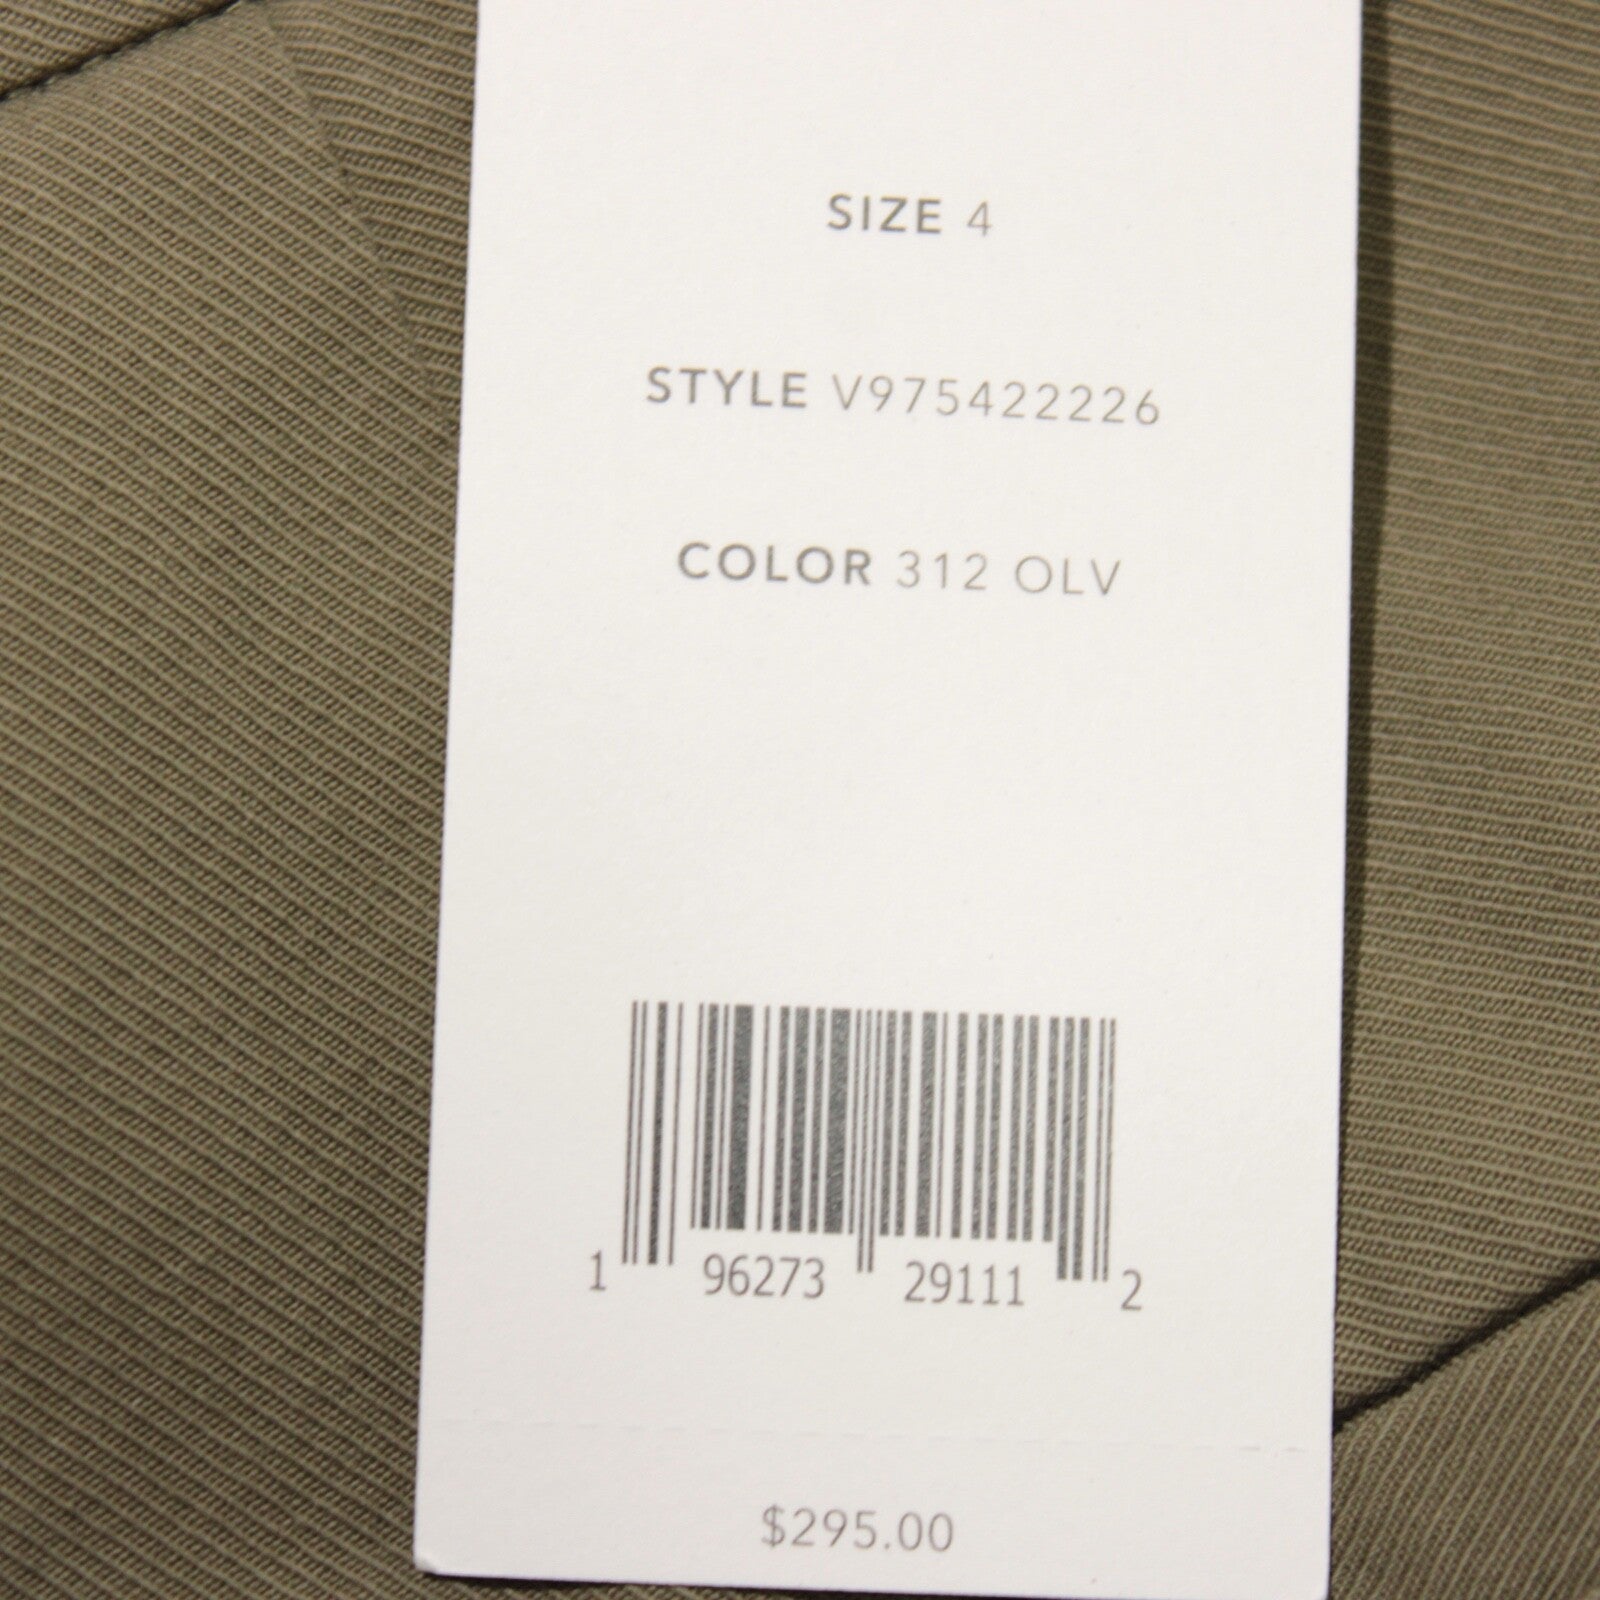 SIZE 4
STYLE V975422226
COLOR 312 OLV
1 96273 29111 2
$295.00